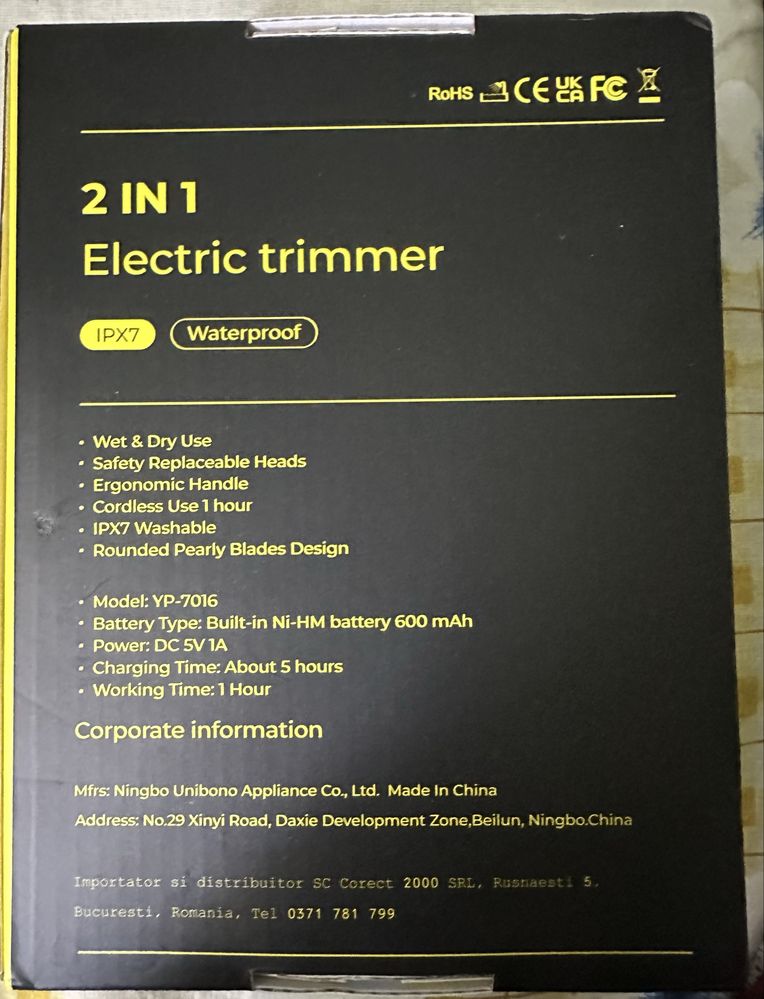 RoHS CE UK CA FC
2 IN 1
Electric trimmer
IPX7 Waterproof
• Wet & Dry Use
• Safety Replaceable Heads
• Ergonomic Handle
• Cordless Use 1 hour
• IPX7 Washable
• Rounded Pearly Blades Design
• Model: YP-7016
• Battery Type: Built-in Ni-HM battery 600 mAh
• Power: DC 5V 1A
• Charging Time: About 5 hours
• Working Time: 1 Hour
Corporate information
Mfrs: Ningbo Unibono Appliance Co., Ltd. Made In China
Address: No.29 Xinyi Road, Daxie Development Zone,Beilun, Ningbo.China
Importator si distribuitor SC Corect 2000 SRL, Rusnaesti 5,
Bucuresti, Romania, Tel 0371 781 799